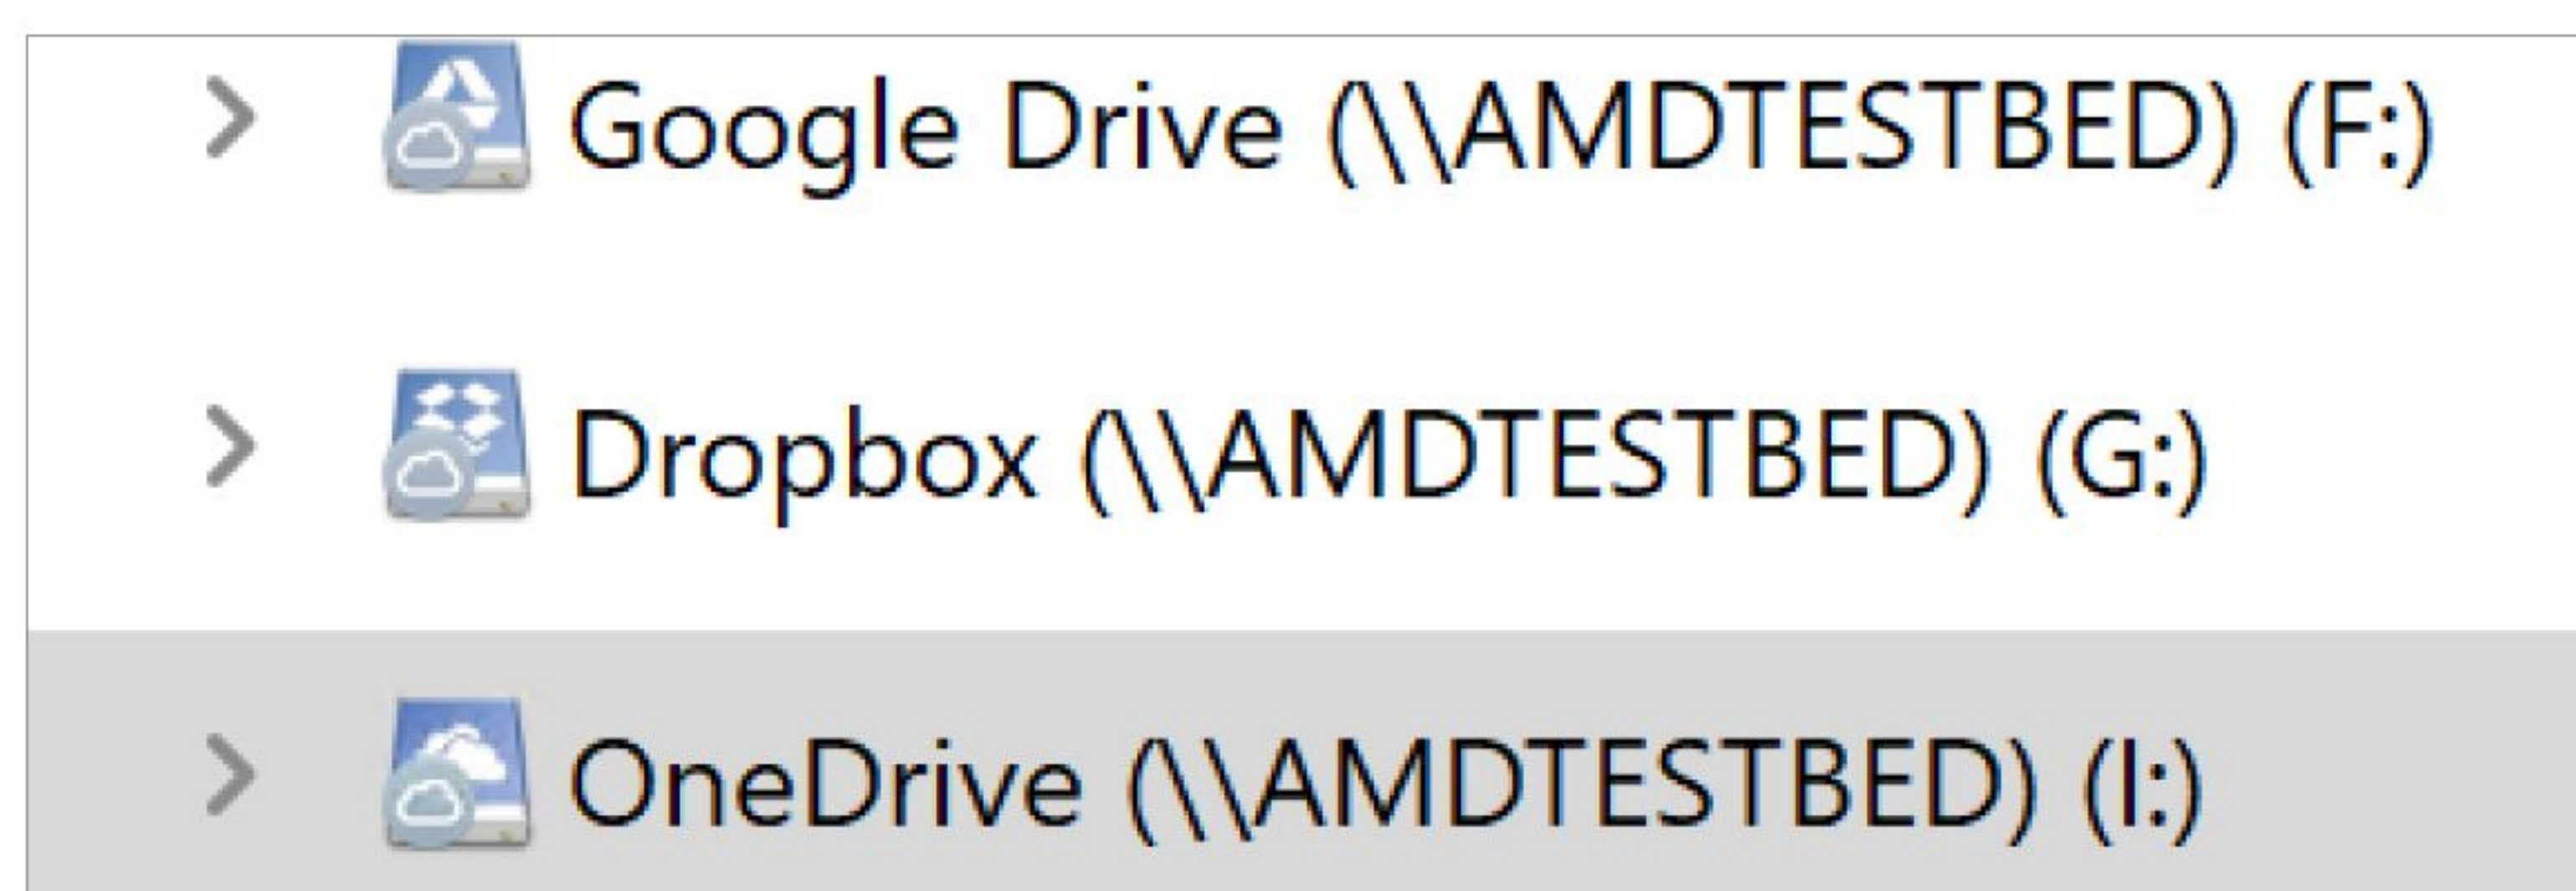 Google Drive (\\AMDTESTBED) (F:)
Dropbox (\\AMDTESTBED) (G:)
OneDrive (\\AMDTESTBED) (I:)